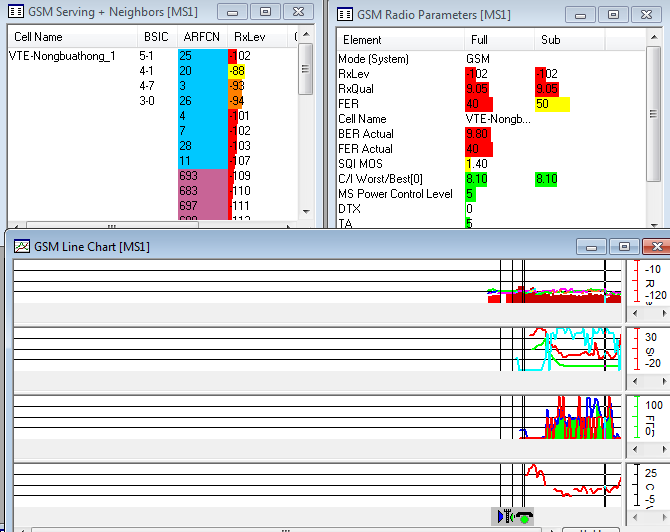 GSM Serving + Neighbors [MS1]
Cell Name BSIC ARFCN RxLev
VTE-Nongbuathong_1 5-1 25 -102
4-1 20 -88
4-7 3 -93
3-0 26 -94
4 -101
7 -102
28 -103
11 -107
693 -109
683 -110
697 -111
GSM Radio Parameters [MS1]
Element Full Sub
Mode (System) GSM
RxLev -102 -102
RxQual 9.05 9.05
FER 40 50
Cell Name VTE-Nongb...
BER Actual 9.80
FER Actual 40
SQI MOS 1.40
C/I Worst/Best[0] 8.10 8.10
MS Power Control Level 5
DTX 0
TA 5
GSM Line Chart [MS1]
-10
R
-120
30
S
-20
100
0
25
C
-5